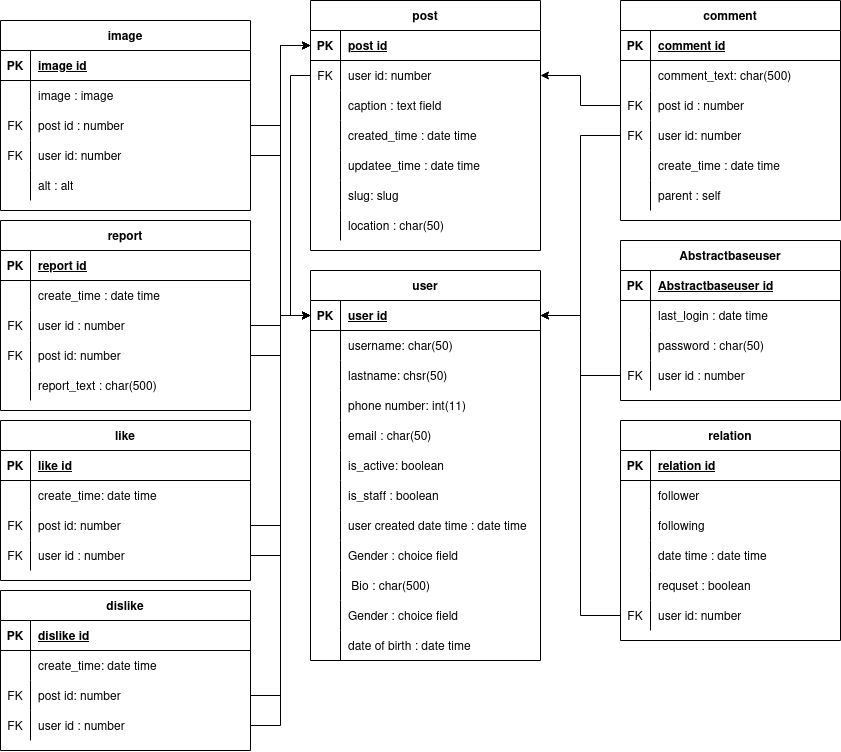 image
PK image id
image : image
FK post id : number
FK user id: number
alt : alt
report
PK report id
create_time : date time
FK user id : number
FK post id: number
report_text : char(500)
like
PK like id
create_time: date time
FK post id: number
FK user id : number
dislike
PK dislike id
create_time: date time
FK post id: number
FK user id : number
post
PK post id
FK user id: number
caption : text field
created_time : date time
updatee_time : date time
slug: slug
location : char(50)
user
PK user id
username: char(50)
lastname: chsr(50)
phone number: int(11)
email : char(50)
is_active: boolean
is_staff : boolean
user created date time : date time
Gender : choice field
Bio : char(500)
Gender : choice field
date of birth : date time
comment
PK comment id
comment_text: char(500)
FK post id: number
FK user id: number
create_time : date time
parent : self
Abstractbaseuser
PK Abstractbaseuser id
last_login : date time
password : char(50)
FK user id : number
relation
PK relation id
follower
following
date time : date time
requset : boolean
FK user id: number